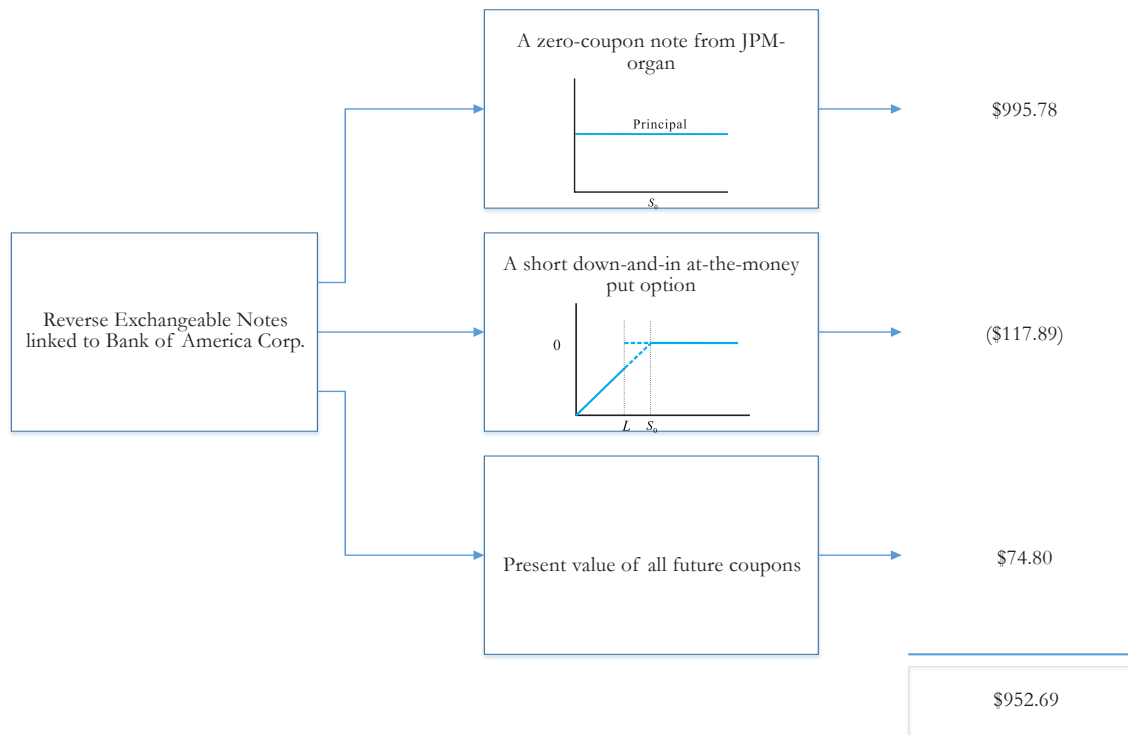 A zero-coupon note from JPM-
organ
Principal
S₀
$995.78
Reverse Exchangeable Notes
linked to Bank of America Corp.
A short down-and-in at-the-money
put option
0
L S₀
($117.89)
Present value of all future coupons
$74.80
$952.69